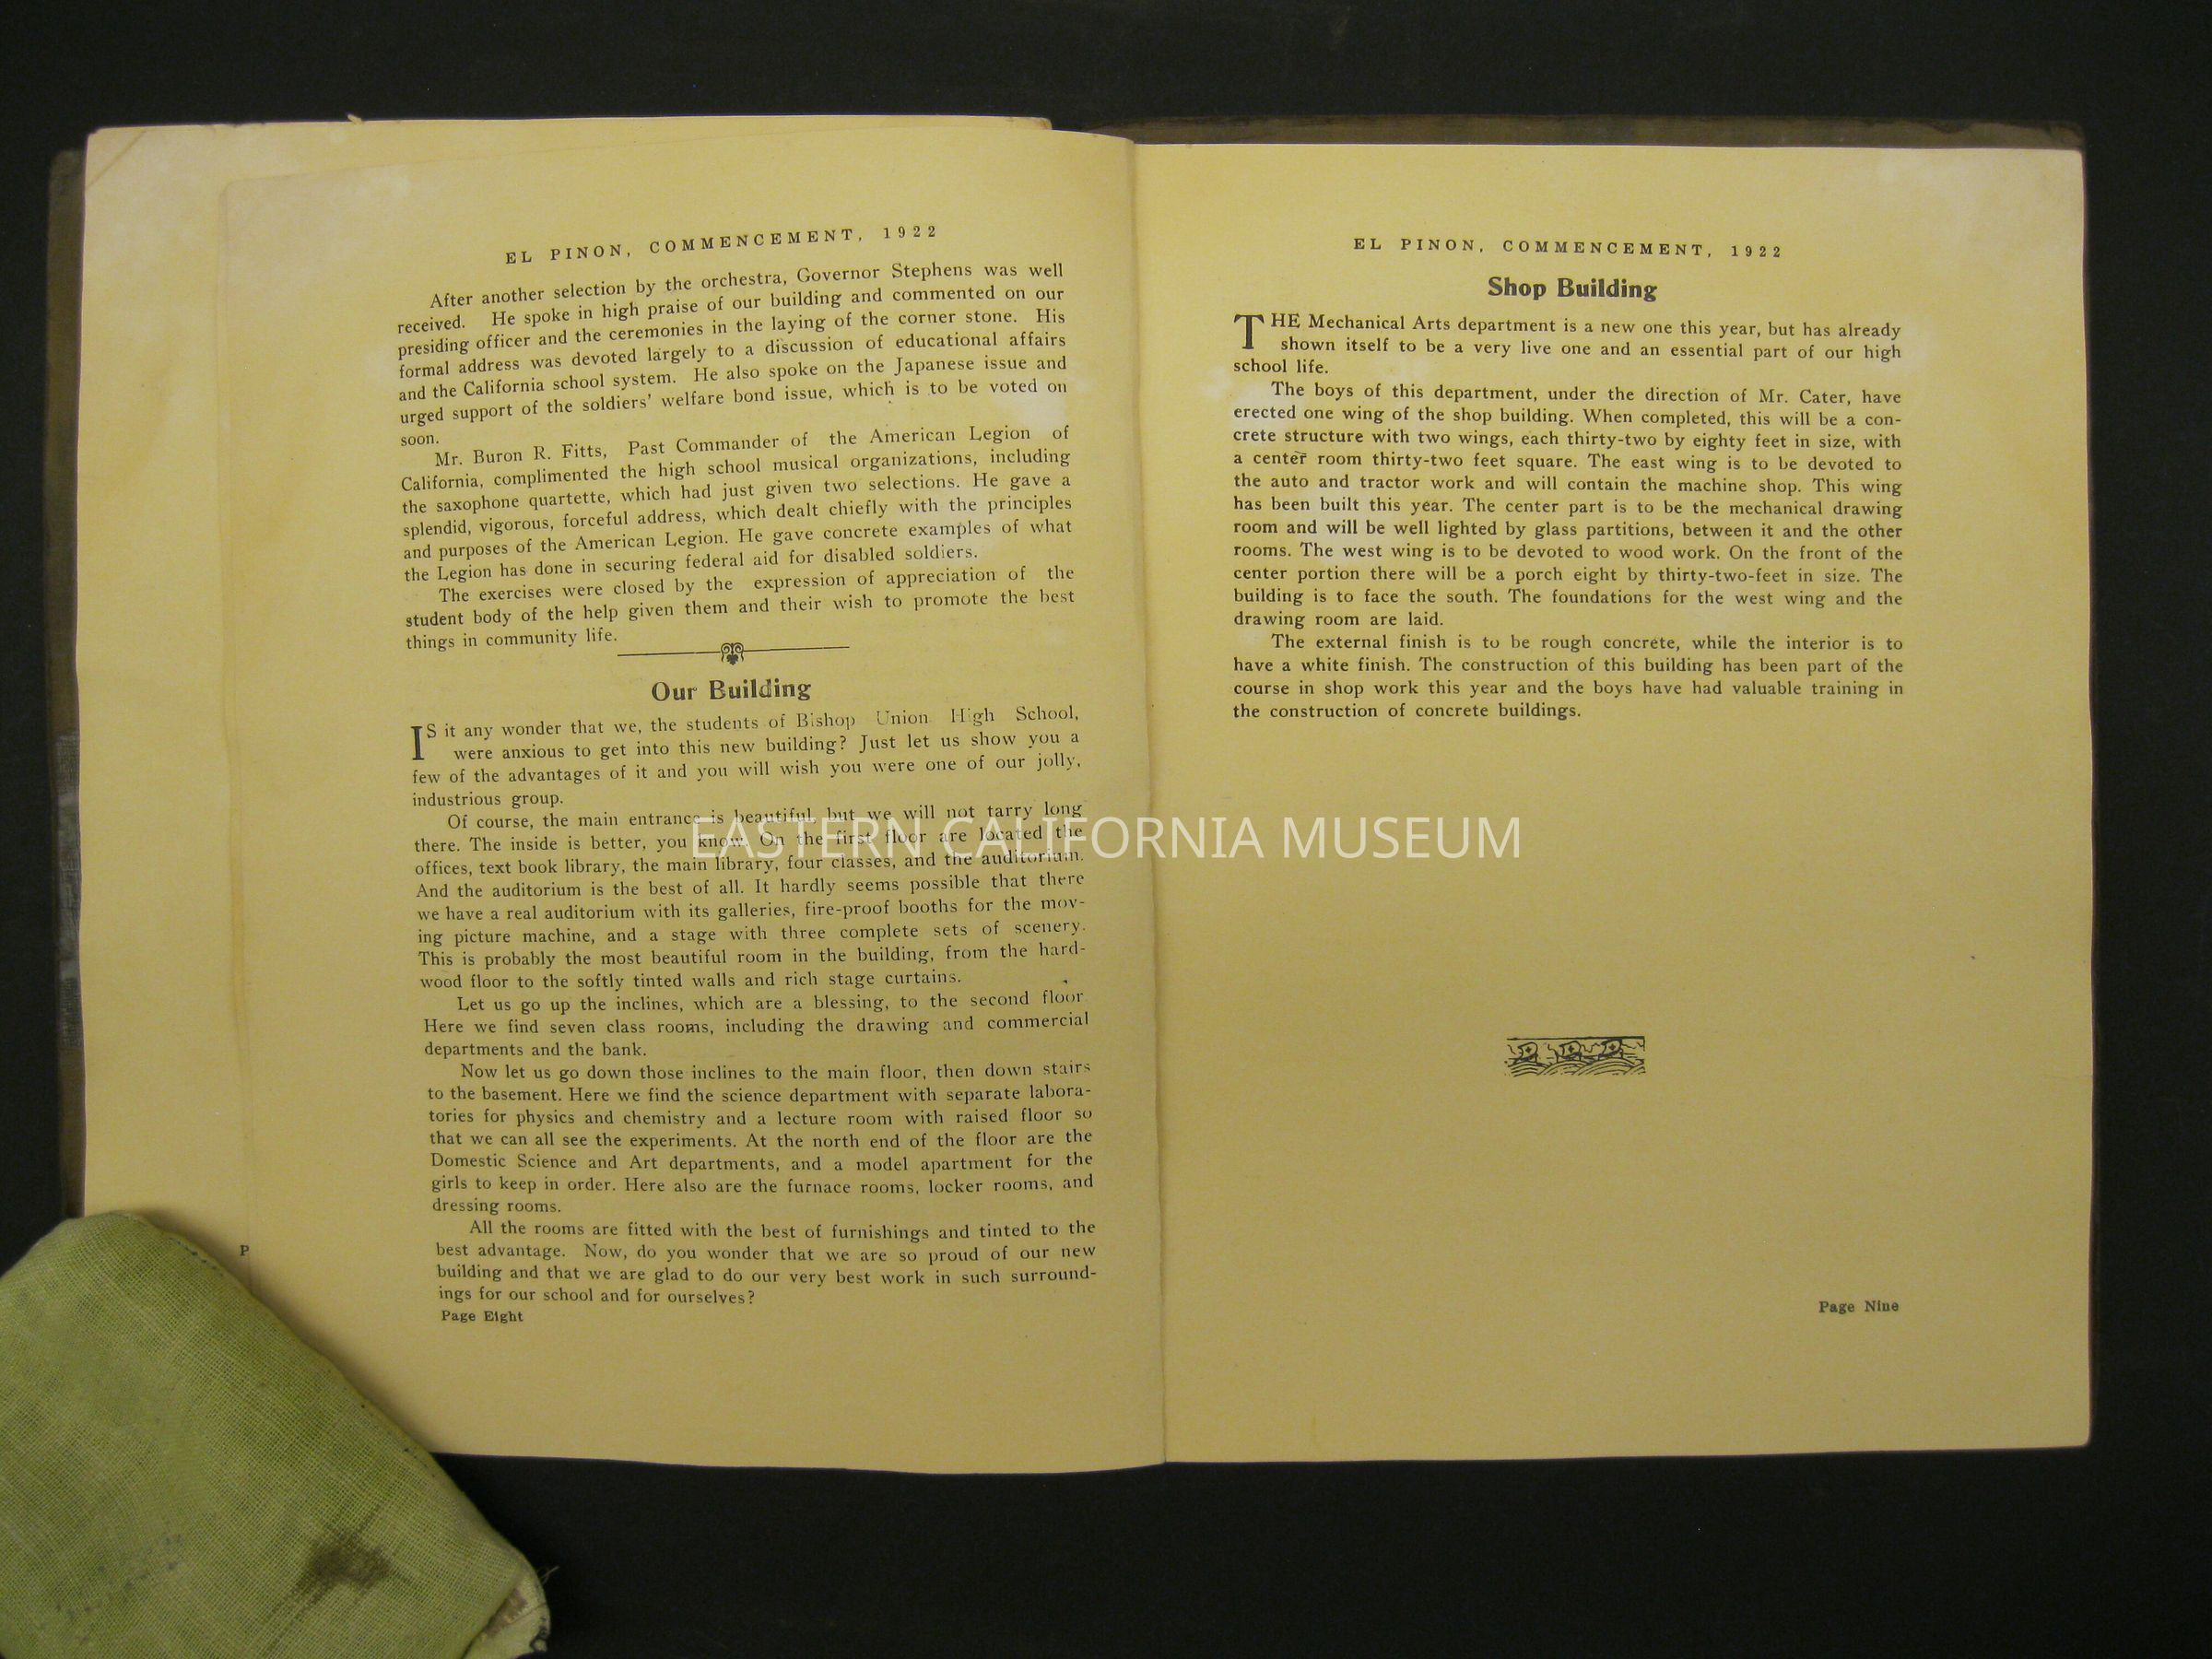 EL PINON, COMMENCEMENT, 1922
After another selection by the orchestra, Governor Stephens was well
received. He spoke in high praise of our building and commented on our
presiding officer and the ceremonies in the laying of the corner stone. His
formal address was devoted largely to a discussion of educational affairs
and the California school system. He also spoke on the Japanese issue and
urged support of the soldiers' welfare bond issue, which is to be voted on
soon.
Mr. Buron R. Fitts, Past Commander of the American Legion of
California, complimented the high school musical organizations, including
the saxophone quartette, which had just given two selections. He gave a
splendid, vigorous, forceful address, which dealt chiefly with the principles
and purposes of the American Legion. He gave concrete examples of what
the Legion has done in securing federal aid for disabled soldiers.
The exercises were closed by the expression of appreciation of the
student body of the help given them and their wish to promote the best
things in community life.
Our Building
IS it any wonder that we, the students of Bishop Union High School,
were anxious to get into this new building? Just let us show you a
few of the advantages of it and you will wish you were one of our jolly,
industrious group.
Of course, the main entrance is beautiful, but we will not tarry long
there. The inside is better, you know. On the first floor are located the
offices, text book library, the main library, four classes, and the auditorium.
And the auditorium is the best of all. It hardly seems possible that there
we have a real auditorium with its galleries, fire-proof booths for the mov-
ing picture machine, and a stage with three complete sets of scenery.
This is probably the most beautiful room in the building, from the hard-
wood floor to the softly tinted walls and rich stage curtains.
Let us go up the inclines, which are a blessing, to the second floor
Here we find seven class rooms, including the drawing and commercial
departments and the bank.
Now let us go down those inclines to the main floor, then down stairs
to the basement. Here we find the science department with separate labora-
tories for physics and chemistry and a lecture room with raised floor so
that we can all see the experiments. At the north end of the floor are the
Domestic Science and Art departments, and a model apartment for the
girls to keep in order. Here also are the furnace rooms, locker rooms, and
dressing rooms.
All the rooms are fitted with the best of furnishings and tinted to the
best advantage. Now, do you wonder that we are so proud of our new
building and that we are glad to do our very best work in such surround-
ings for our school and for ourselves?
Page Eight
P
EL PINON, COMMENCEMENT, 1922
Shop Building
THE Mechanical Arts department is a new one this year, but has already
shown itself to be a very live one and an essential part of our high
school life.
The boys of this department, under the direction of Mr. Cater, have
erected one wing of the shop building. When completed, this will be a con-
crete structure with two wings, each thirty-two by eighty feet in size, with
a center room thirty-two feet square. The east wing is to be devoted to
the auto and tractor work and will contain the machine shop. This wing
has been built this year. The center part is to be the mechanical drawing
room and will be well lighted by glass partitions, between it and the other
rooms. The west wing is to be devoted to wood work. On the front of the
center portion there will be a porch eight by thirty-two-feet in size. The
building is to face the south. The foundations for the west wing and the
drawing room are laid.
The external finish is to be rough concrete, while the interior is to
have a white finish. The construction of this building has been part of the
course in shop work this year and the boys have had valuable training in
the construction of concrete buildings.
Page Nine
EASTERN CALIFORNIA MUSEUM